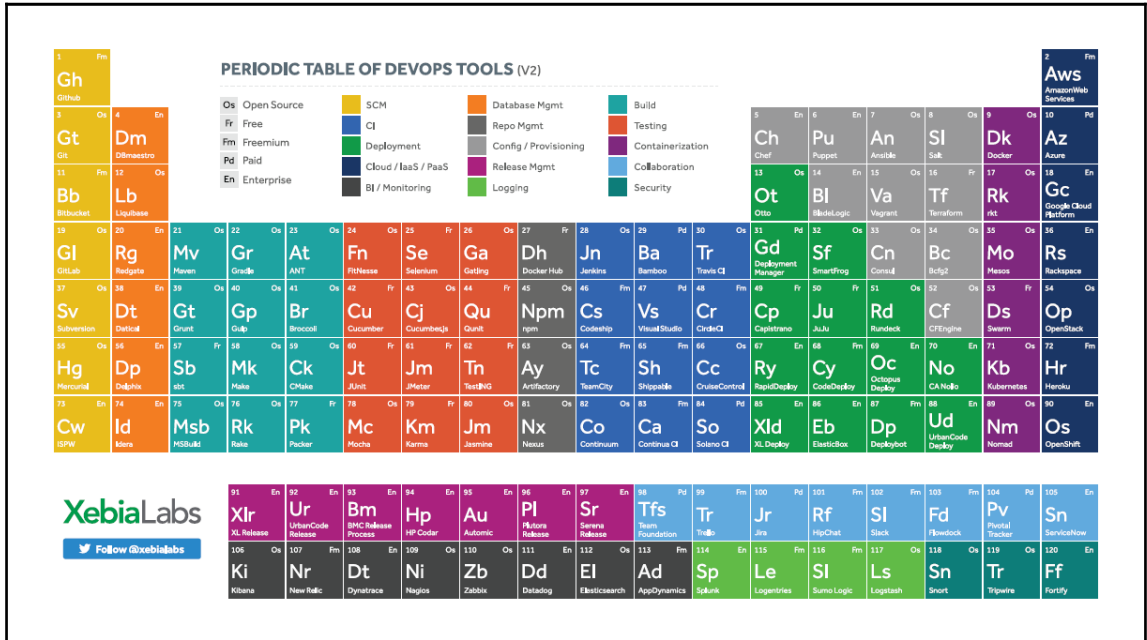 PERIODIC TABLE OF DEVOPS TOOLS (V2)
Os Open Source
Fr Free
Fm Freemium
Pd Paid
En Enterprise
SCM
CI
Deployment
Cloud / IaaS / PaaS
BI / Monitoring
Database Mgmt
Repo Mgmt
Config / Provisioning
Release Mgmt
Logging
Build
Testing
Containerization
Collaboration
Security
1 Fm
Gh
Github
2 Fm
Aws
AmazonWeb
Services
3 Os
Gt
Git
4 En
Dm
DBmaestro
5 En
Ch
Chef
6 En
Pu
Puppet
7 Os
An
Ansible
8 Os
Sl
Salt
9 Os
Dk
Docker
10 Pd
Az
Azure
11 Fm
Bb
Bitbucket
12 Os
Lb
Liquibase
13 Os
Ot
Otto
14 En
Bl
BladeLogic
15 Os
Va
Vagrant
16 Fr
Tf
Terraform
17 Os
Rk
rkt
18 En
Gc
Google Cloud
Platform
19 Os
Gl
GitLab
20 En
Rg
Redgate
21 Os
Mv
Maven
22 Os
Gr
Gradle
23 Os
At
ANT
24 Os
Fn
FitNesse
25 Fr
Se
Selenium
26 Os
Ga
Gatling
27 Fr
Dh
Docker Hub
28 Os
Jn
Jenkins
29 Pd
Ba
Bamboo
30 Os
Tr
Travis CI
31 Pd
Gd
Deployment
Manager
32 Os
Sf
SmartFrog
33 Os
Cn
Consul
34 Os
Bc
Bcfg2
35 Os
Mo
Mesos
36 En
Rs
Rackspace
37 Os
Sv
Subversion
38 En
Dt
Datical
39 Os
Gt
Grunt
40 Os
Gp
Gulp
41 Os
Br
Broccoli
42 Fr
Cu
Cucumber
43 Os
Cj
Cucumber.js
44 Fr
Qu
Qunit
45 Os
Npm
npm
46 Fm
Cs
Codeship
47 Pd
Vs
Visual Studio
48 Fm
Cr
CircleCI
49 Fr
Cp
Capistrano
50 Fr
Ju
JuJu
51 Os
Rd
Rundeck
52 Os
Cf
CFEngine
53 Fr
Ds
Swarm
54 Os
Op
OpenStack
55 Os
Hg
Mercurial
56 En
Dp
Delphix
57 Fr
Sb
sbt
58 Os
Mk
Make
59 Os
Ck
CMake
60 Fr
Jt
JUnit
61 Fr
Jm
JMeter
62 Fr
Tn
TestNG
63 Os
Ay
Artifactory
64 Fm
Tc
TeamCity
65 Fm
Sh
Shippable
66 Os
Cc
CruiseControl
67 En
Ry
RapidDeploy
68 Fm
Cy
CodeDeploy
69 En
Oc
Octopus
Deploy
70 En
No
CA Nolio
71 Os
Kb
Kubernetes
72 Fm
Hr
Heroku
73 En
Cw
ISPW
74 En
Id
Idera
75 Os
Msb
MSBuild
76 Os
Rk
Rake
77 Fr
Pk
Packer
78 Os
Mc
Mocha
79 Fr
Km
Karma
80 Os
Jm
Jasmine
81 Os
Nx
Nexus
82 Os
Co
Continuum
83 Fm
Ca
Continua CI
84 Pd
So
Solano CI
85 En
Xld
XL Deploy
86 En
Eb
ElasticBox
87 En
Dp
Deploybot
88 En
Ud
UrbanCode
Deploy
89 Os
Nm
Nomad
90 En
Os
OpenShift
XebiaLabs
Follow @xebialabs
91 En
Xlr
XL Release
92 En
Ur
UrbanCode
Release
93 En
Bm
BMC Release
Process
94 En
Hp
HP Codar
95 En
Au
Automic
96 En
Pl
Plutora
Release
97 En
Sr
Serena
Release
98 Pd
Tfs
Team
Foundation
99 Fm
Tr
Trello
100 Pd
Jr
Jira
101 Fm
Rf
HipChat
102 Fm
Sl
Slack
103 Fm
Fd
Flowdock
104 Pd
Pv
Pivotal
Tracker
105 En
Sn
ServiceNow
106 Os
Ki
Kibana
107 Fm
Nr
New Relic
108 En
Dt
Dynatrace
109 Os
Ni
Nagios
110 Os
Zb
Zabbix
111 En
Dd
Datadog
112 Os
El
Elasticsearch
113 Fm
Ad
AppDynamics
114 En
Sp
Splunk
115 Fm
Le
Logentries
116 Fm
Sl
Sumo Logic
117 Os
Ls
Logstash
118 Os
Sn
Snort
119 Os
Tr
Tripwire
120 En
Ff
Fortify